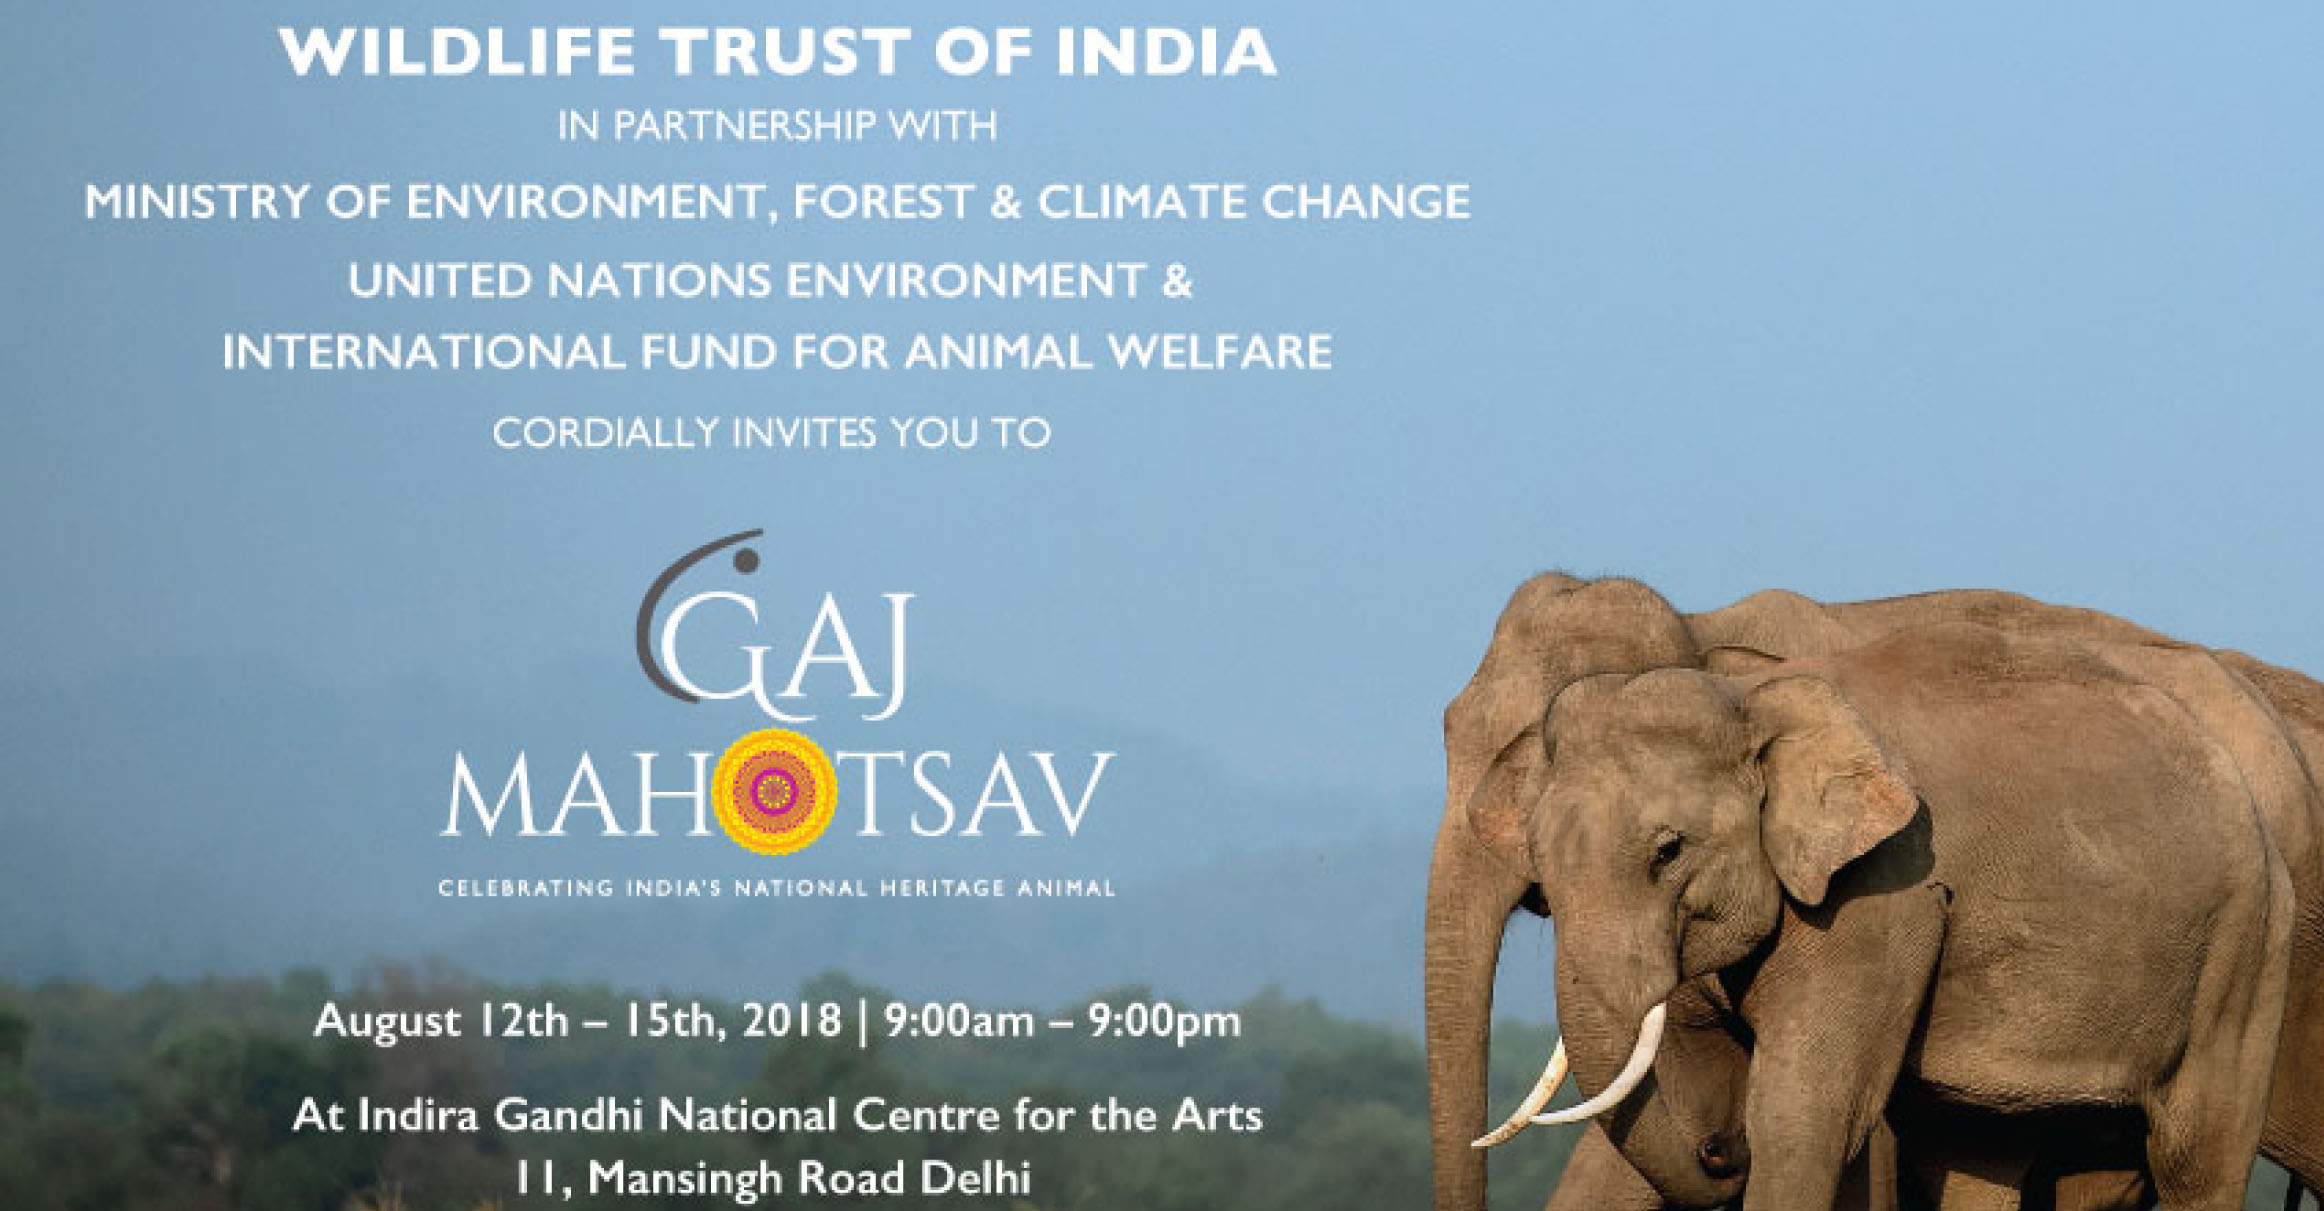 WILDLIFE TRUST OF INDIA
IN PARTNERSHIP WITH
MINISTRY OF ENVIRONMENT, FOREST & CLIMATE CHANGE
UNITED NATIONS ENVIRONMENT &
INTERNATIONAL FUND FOR ANIMAL WELFARE
CORDIALLY INVITES YOU TO
GAJ
MAHOTSAV
CELEBRATING INDIA'S NATIONAL HERITAGE ANIMAL
August 12th – 15th, 2018 | 9:00am – 9:00pm
At Indira Gandhi National Centre for the Arts
11, Mansingh Road Delhi